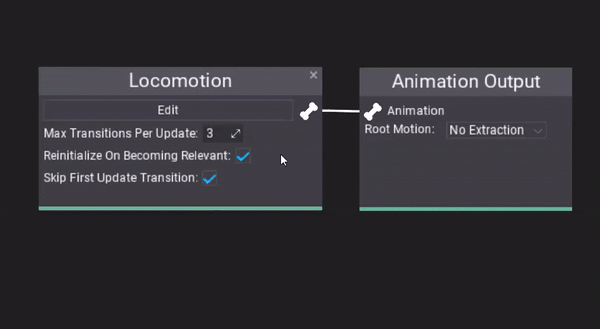 Locomotion
Edit
Max Transitions Per Update: 3
Reinitialize On Becoming Relevant:
Skip First Update Transition:
Animation Output
Animation
Root Motion: No Extraction